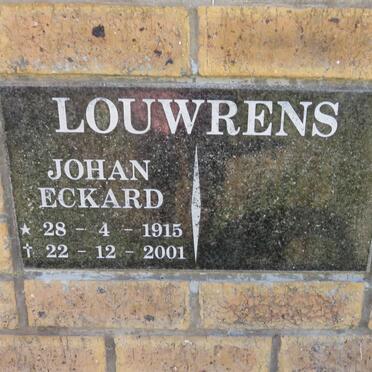 LOUWRENS
JOHAN
ECKARD
★ 28 - 4 - 1915
† 22 - 12 - 2001